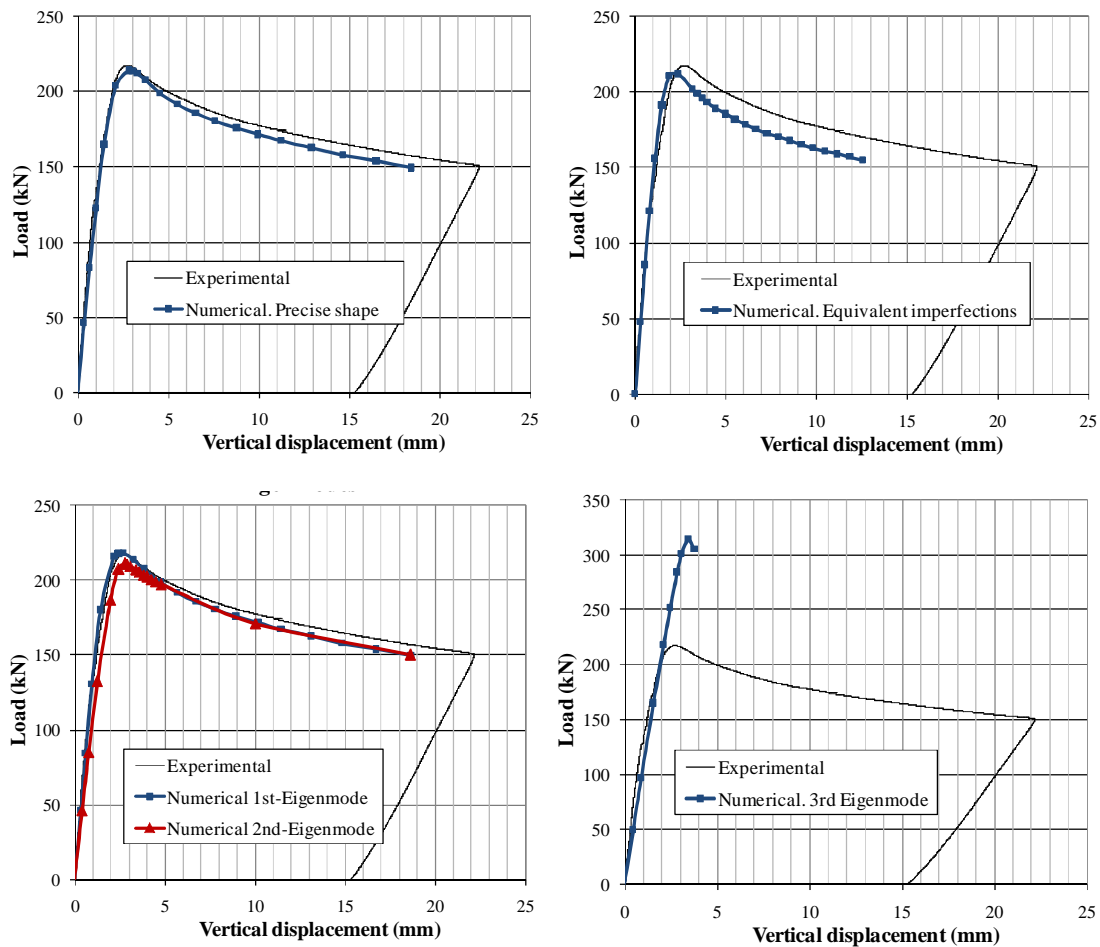 250
200
150
100
50
0
Load (kN)
Experimental
Numerical. Precise shape
0 5 10 15 20 25
Vertical displacement (mm)
250
200
150
100
50
0
Load (kN)
Experimental
Numerical. Equivalent imperfections
0 5 10 15 20 25
Vertical displacement (mm)
250
200
150
100
50
0
Load (kN)
Experimental
Numerical 1st-Eigenmode
Numerical 2nd-Eigenmode
0 5 10 15 20 25
Vertical displacement (mm)
350
300
250
200
150
100
50
0
Load (kN)
Experimental
Numerical. 3rd Eigenmode
0 5 10 15 20 25
Vertical displacement (mm)